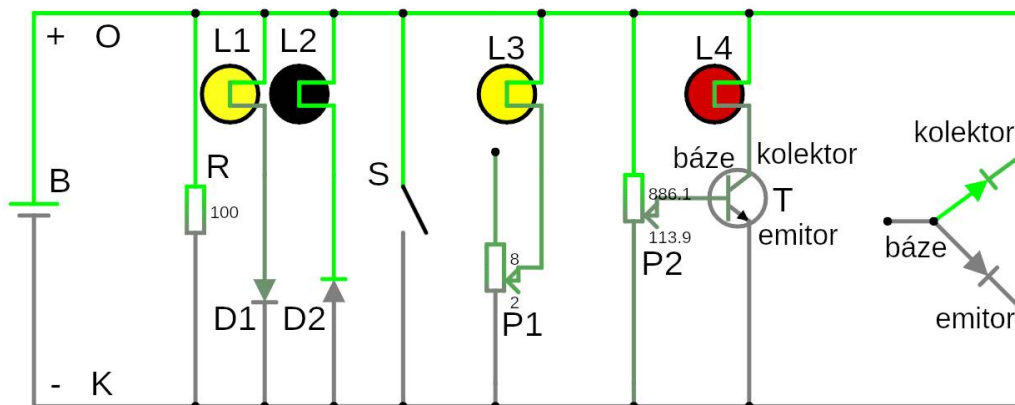 + O
L1
L2
L3
L4
kolektor
báze
kolektor
R
B
S
100
886.1
T
báze
113.9
emitor
P2
8
2
D1
D2
P1
emitor
- K